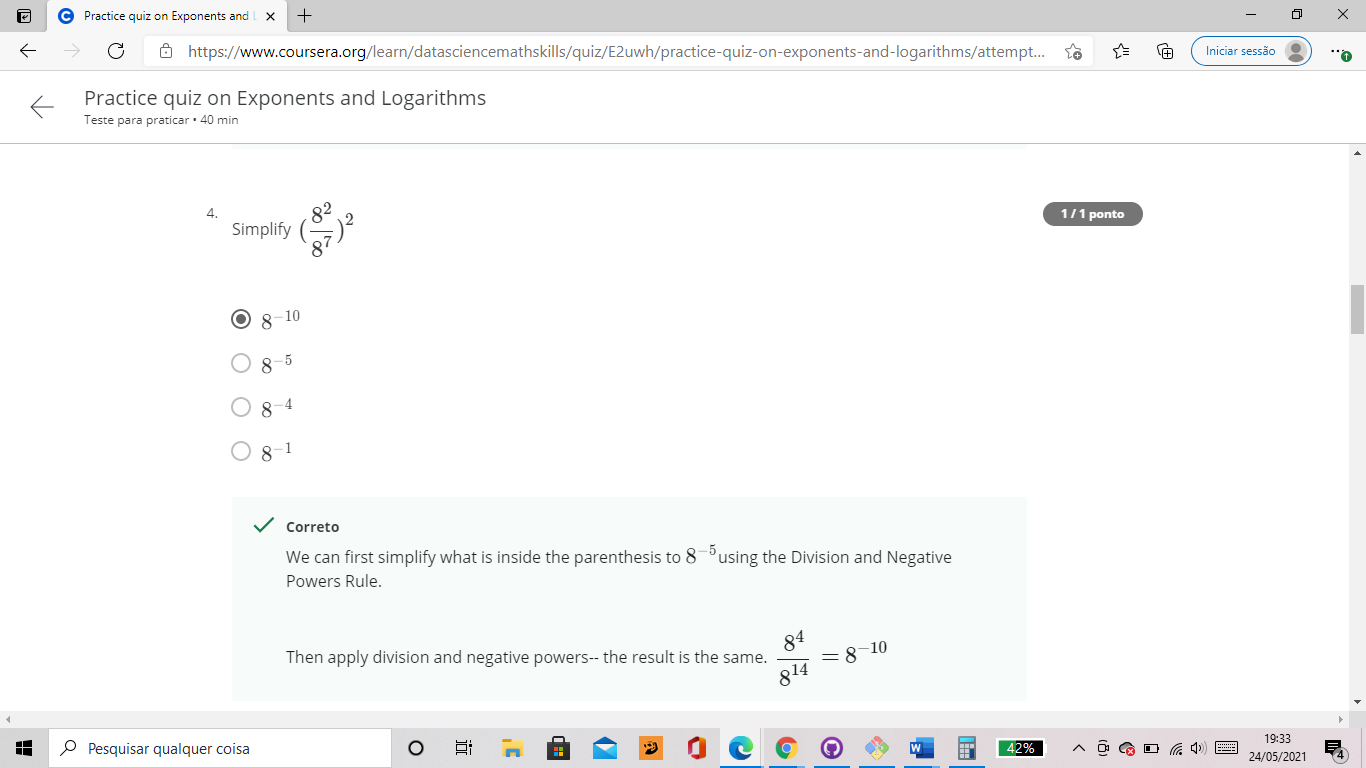 Practice quiz on Exponents and L
https://www.coursera.org/learn/datasciencemathskills/quiz/E2uwh/practice-quiz-on-exponents-and-logarithms/attempt...
Iniciar sessão
Practice quiz on Exponents and Logarithms
Teste para praticar • 40 min
4.
Simplify (8^2/8^7)^2
1 / 1 ponto
8^−10
8^−5
8^−4
8^−1
Correto
We can first simplify what is inside the parenthesis to 8^−5 using the Division and Negative
Powers Rule.
Then apply division and negative powers-- the result is the same. 8^4/8^14 = 8^−10
Pesquisar qualquer coisa
42%
19:33
24/05/2021
4